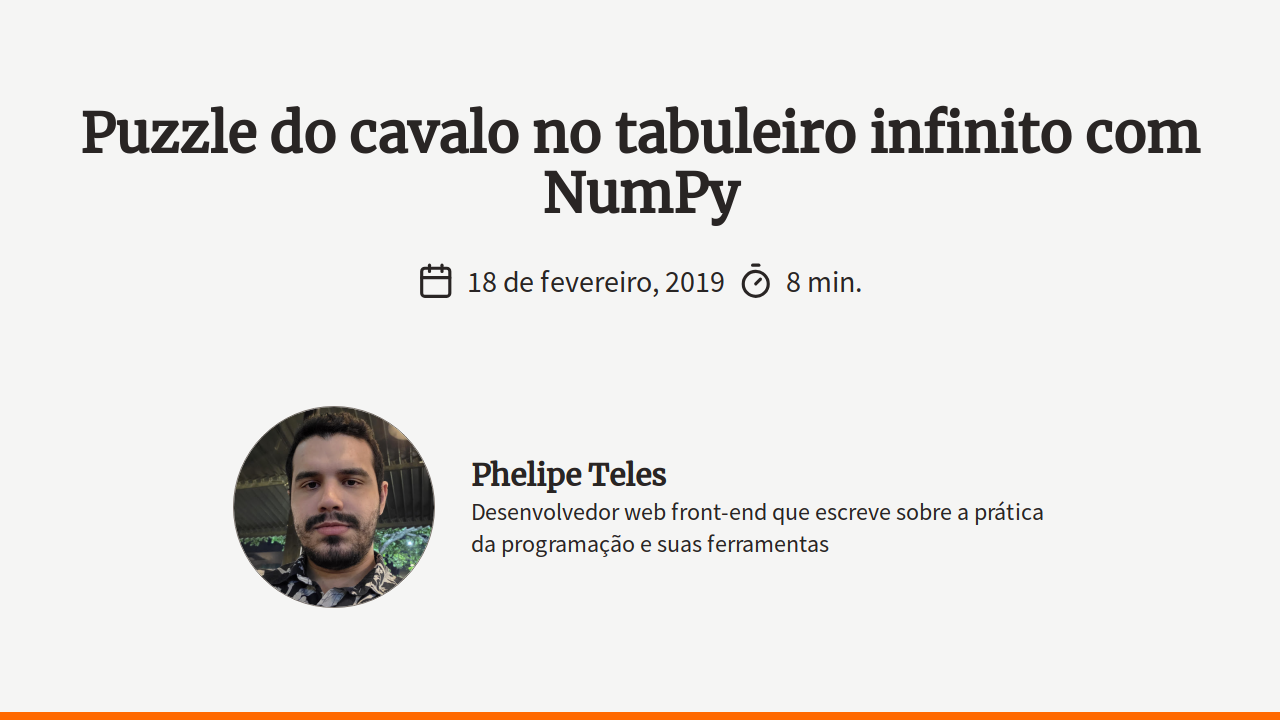 Puzzle do cavalo no tabuleiro infinito com
NumPy
18 de fevereiro, 2019 8 min.
Phelipe Teles
Desenvolvedor web front-end que escreve sobre a prática
da programação e suas ferramentas